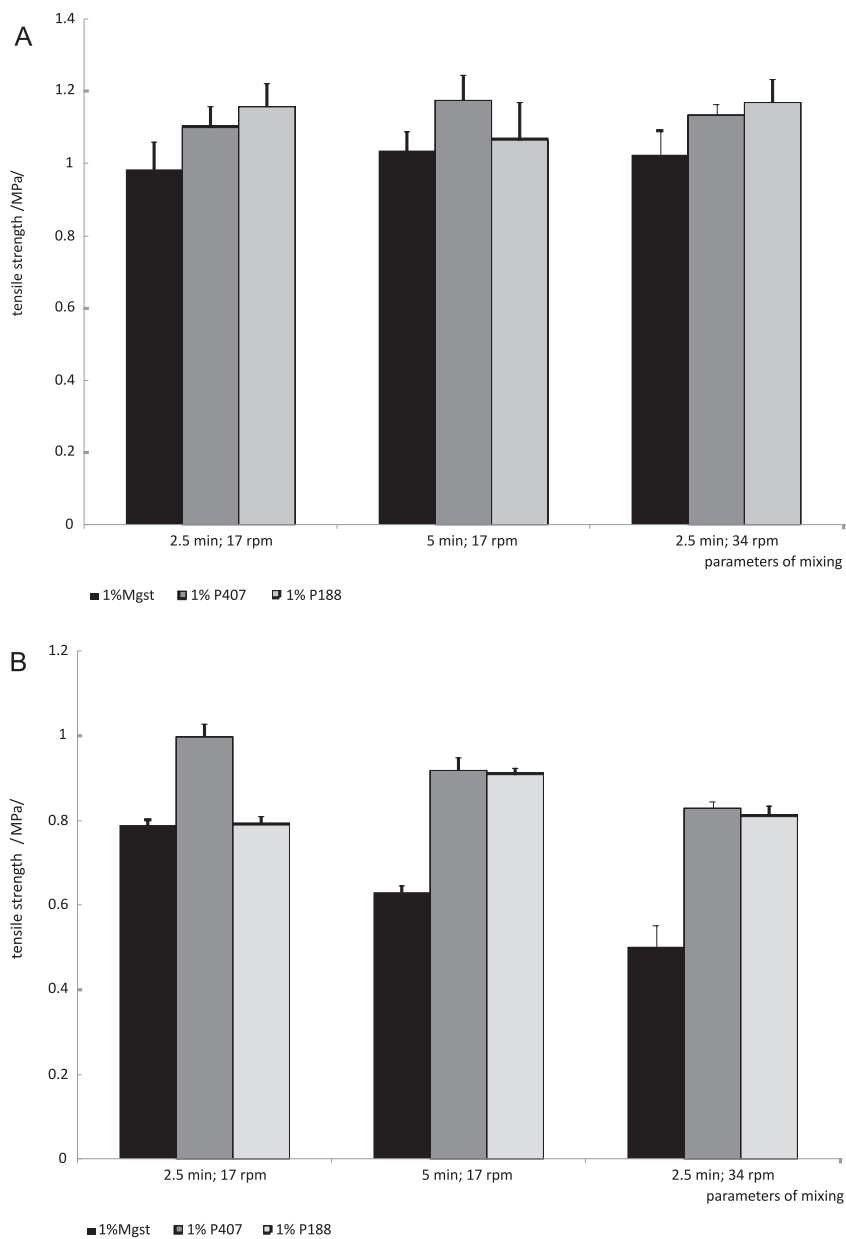 A
1.4
1.2
1
0.8
0.6
0.4
0.2
0
tensile strength /MPa/
2.5 min; 17 rpm
5 min; 17 rpm
2.5 min; 34 rpm
parameters of mixing
1%Mgst
1% P407
1% P188
B
1.2
1
0.8
0.6
0.4
0.2
0
tensile strength / MPa/
2.5 min; 17 rpm
5 min; 17 rpm
2.5 min; 34 rpm
parameters of mixing
1%Mgst
1% P407
1% P188